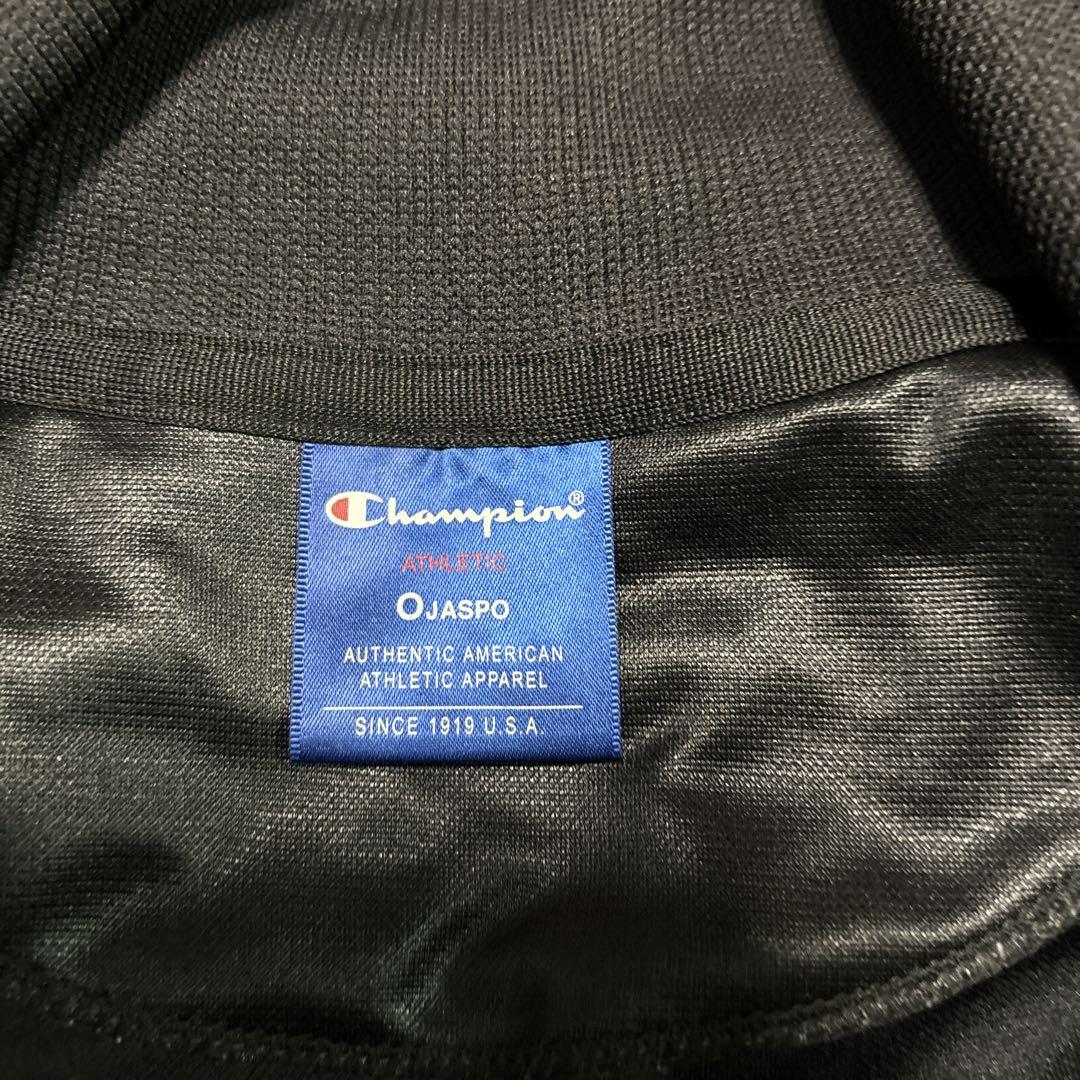 Champion®
ATHLETIC
OJASPO
AUTHENTIC AMERICAN
ATHLETIC APPAREL
SINCE 1919 U.S.A.